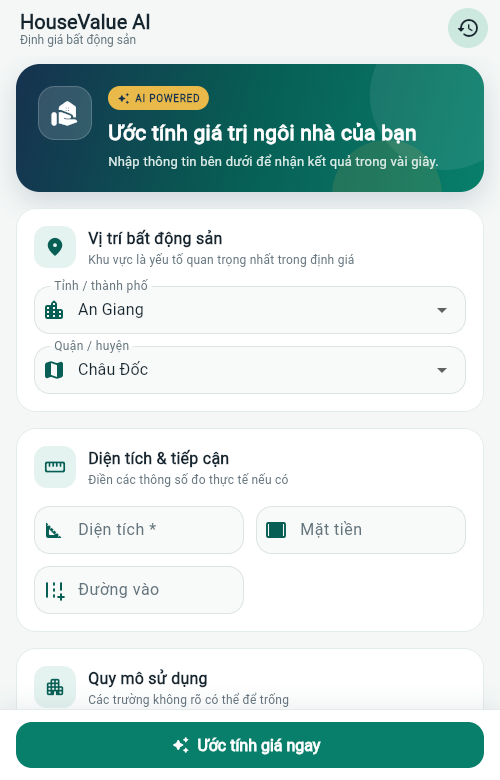 HouseValue AI
Định giá bất động sản
AI POWERED
Ước tính giá trị ngôi nhà của bạn
Nhập thông tin bên dưới để nhận kết quả trong vài giây.
Vị trí bất động sản
Khu vực là yếu tố quan trọng nhất trong định giá
Tỉnh / thành phố
An Giang
Quận / huyện
Châu Đốc
Diện tích & tiếp cận
Điền các thông số đo thực tế nếu có
Diện tích *
Mặt tiền
Đường vào
Quy mô sử dụng
Các trường không rõ có thể để trống
Ước tính giá ngay